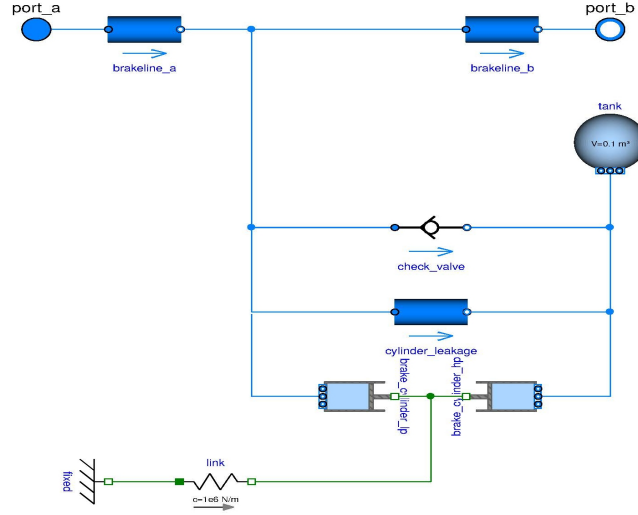 port_a
port_b
brakeline_a
brakeline_b
tank
V=0.1 m³
check_valve
cylinder_leakage
brake_cylinder_lp
brake_cylinder_hp
link
fixed
c=1e6 N/m